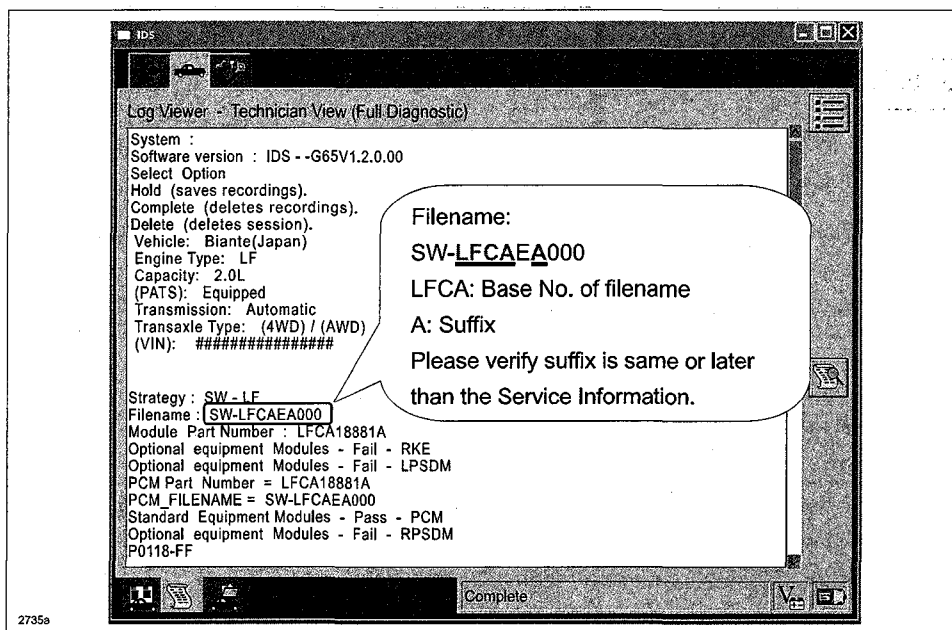 IDS
Log Viewer - Technician View (Full Diagnostic)
System :
Software version : IDS - -G65V1.2.0.00
Select Option
Hold (saves recordings).
Complete (deletes recordings).
Delete (deletes session).
Vehicle: Biante(Japan)
Engine Type: LF
Capacity: 2.0L
(PATS): Equipped
Transmission: Automatic
Transaxle Type: (4WD) / (AWD)
(VIN): ################
Strategy : SW - LF
Filename : SW-LFCAEA000
Module Part Number : LFCA18881A
Optional equipment Modules - Fail - RKE
Optional equipment Modules - Fail - LPSDM
PCM Part Number = LFCA18881A
PCM_FILENAME = SW-LFCAEA000
Standard Equipment Modules - Pass - PCM
Optional equipment Modules - Fail - RPSDM
P0118-FF
Filename:
SW-LFCAEA000
LFCA: Base No. of filename
A: Suffix
Please verify suffix is same or later
than the Service Information.
Complete
2735a